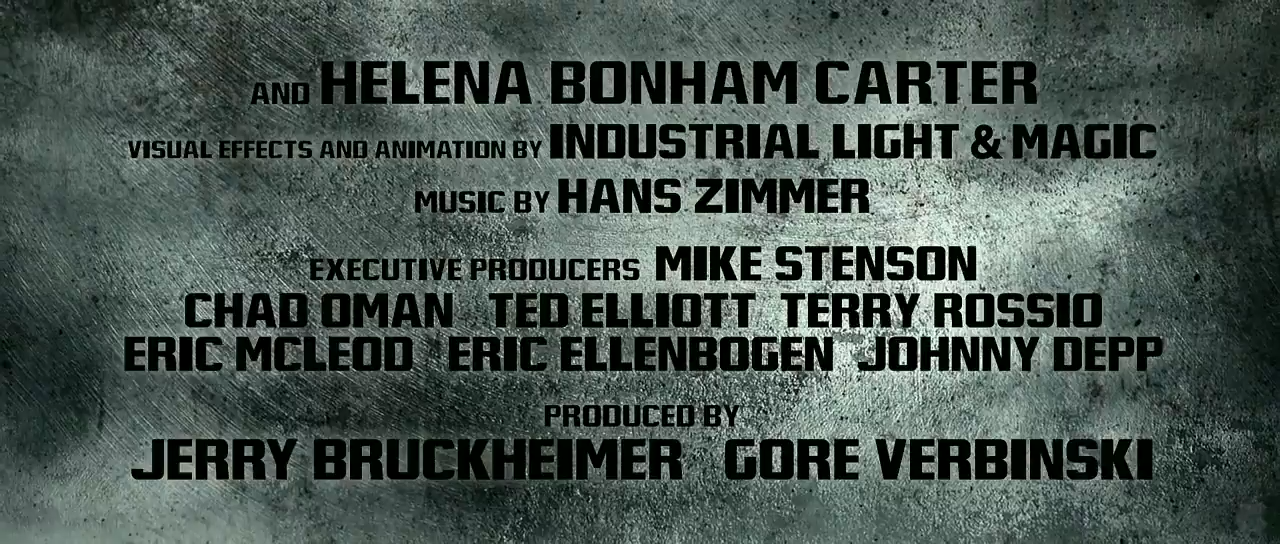 AND HELENA BONHAM CARTER
VISUAL EFFECTS AND ANIMATION BY INDUSTRIAL LIGHT & MAGIC
MUSIC BY HANS ZIMMER
EXECUTIVE PRODUCERS MIKE STENSON
CHAD OMAN TED ELLIOTT TERRY ROSSIO
ERIC MCLEOD ERIC ELLENBOGEN JOHNNY DEPP
PRODUCED BY
JERRY BRUCKHEIMER GORE VERBINSKI